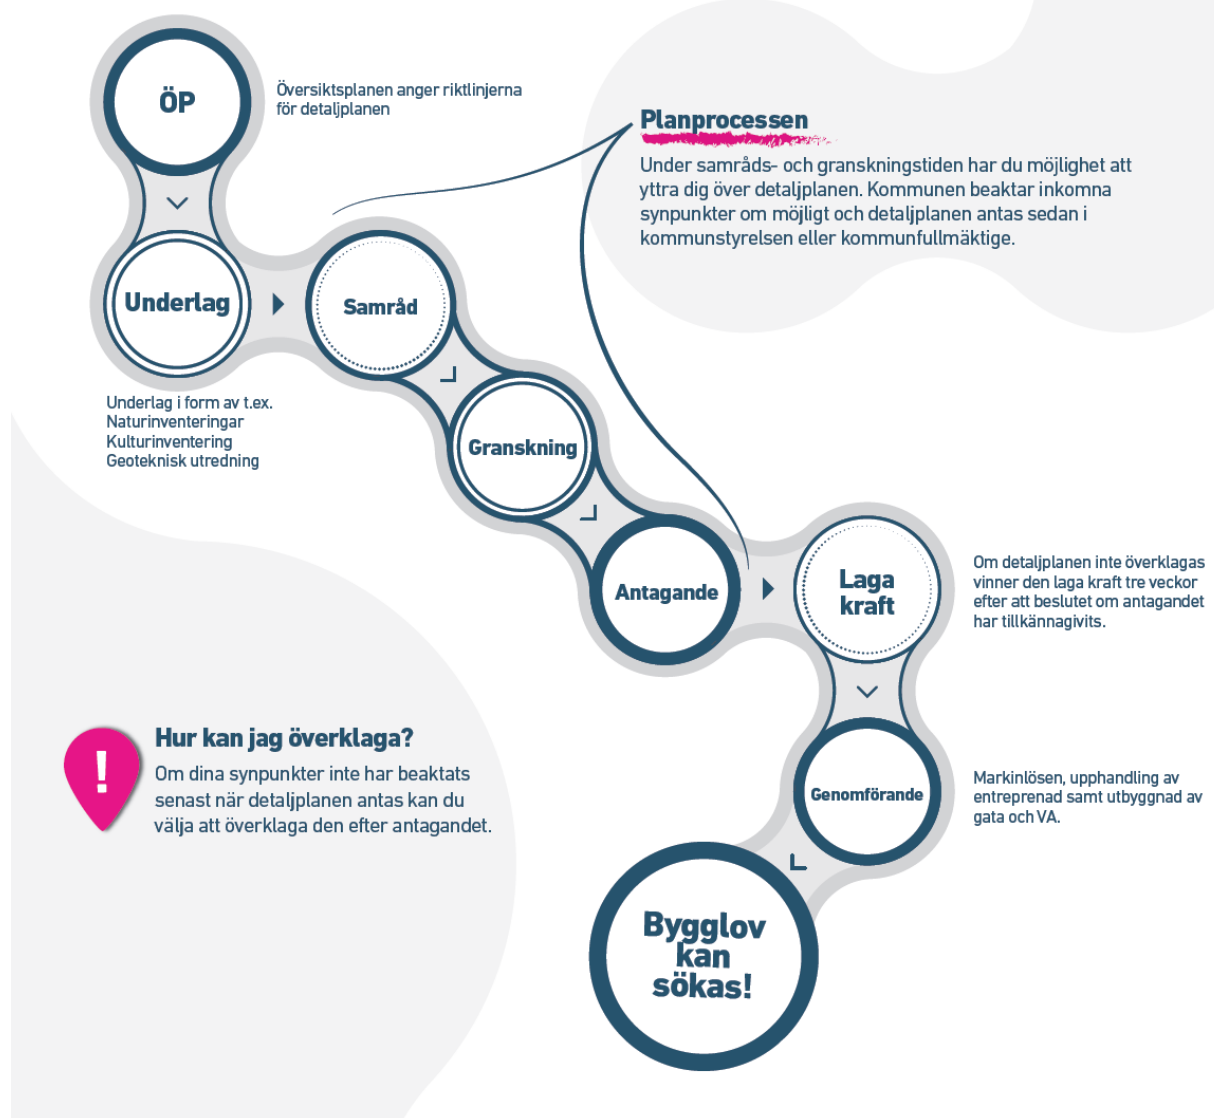 ÖP
Översiktsplanen anger riktlinjerna
för detaljplanen
Planprocessen
Under samråds- och granskningstiden har du möjlighet att
yttra dig över detaljplanen. Kommunen beaktar inkomna
synpunkter om möjligt och detaljplanen antas sedan i
kommunstyrelsen eller kommunfullmäktige.
Underlag
Underlag i form av t.ex.
Naturinventeringar
Kulturinventering
Geoteknisk utredning
Samråd
Granskning
Antagande
Laga
kraft
Om detaljplanen inte överklagas
vinner den laga kraft tre veckor
efter att beslutet om antagandet
har tillkännagivits.
!
Hur kan jag överklaga?
Om dina synpunkter inte har beaktats
senast när detaljplanen antas kan du
välja att överklaga den efter antagandet.
Genomförande
Markinlösen, upphandling av
entreprenad samt utbyggnad av
gata och VA.
Bygglov
kan
sökas!